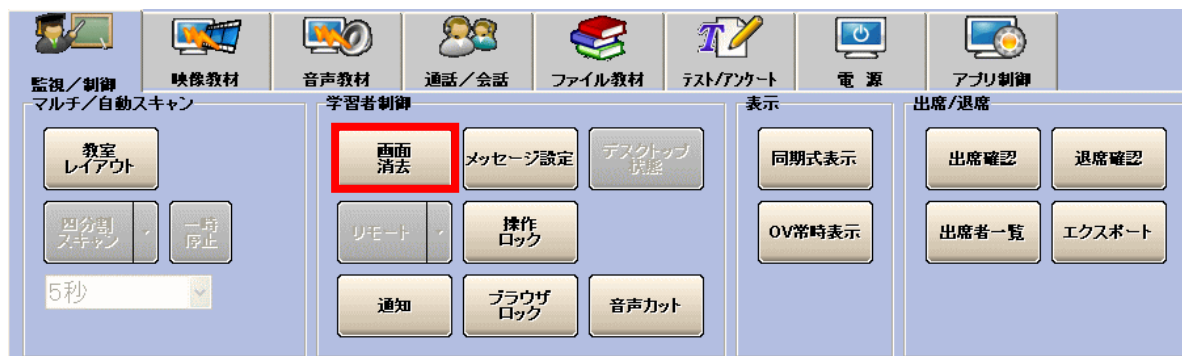 監視／制御
映像教材
音声教材
通話／会話
ファイル教材
ﾃｽﾄ/ｱﾝｹｰﾄ
電 源
アプリ制御
マルチ／自動スキャン
教室
レイアウト
四分割
スキャン
一時
停止
5秒
学習者制御
画面
消去
メッセージ設定
デスクトップ
状態
リモート
操作
ロック
通知
ブラウザ
ロック
音声カット
表示
同期式表示
OV常時表示
出席/退席
出席確認
退席確認
出席者一覧
エクスポート